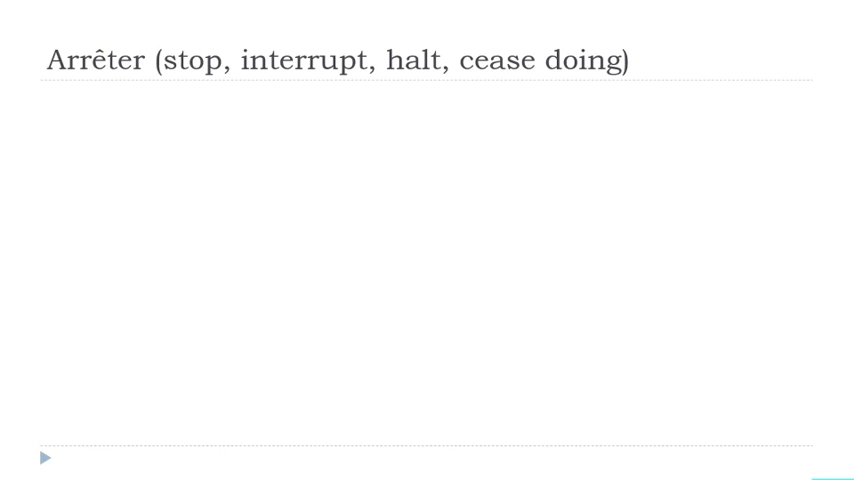 Arrêter (stop, interrupt, halt, cease doing)